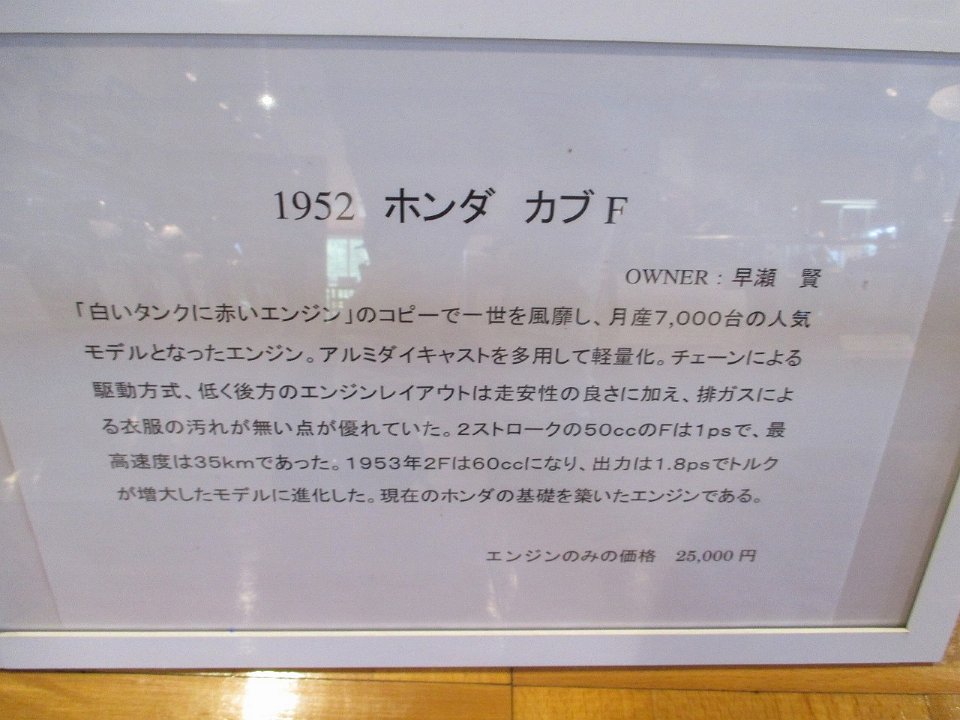 1952 ホンダ カブF
OWNER：早瀬 賢
「白いタンクに赤いエンジン」のコピーで一世を風靡し、月産7,000台の人気
モデルとなったエンジン。アルミダイキャストを多用して軽量化。チェーンによる
駆動方式、低く後方のエンジンレイアウトは走安性の良さに加え、排ガスによ
る衣服の汚れが無い点が優れていた。2ストロークの50ccのFは1psで、最
高速度は35kmであった。1953年2Fは60ccになり、出力は1.8psでトルク
が増大したモデルに進化した。現在のホンダの基礎を築いたエンジンである。
エンジンのみの価格 25,000円